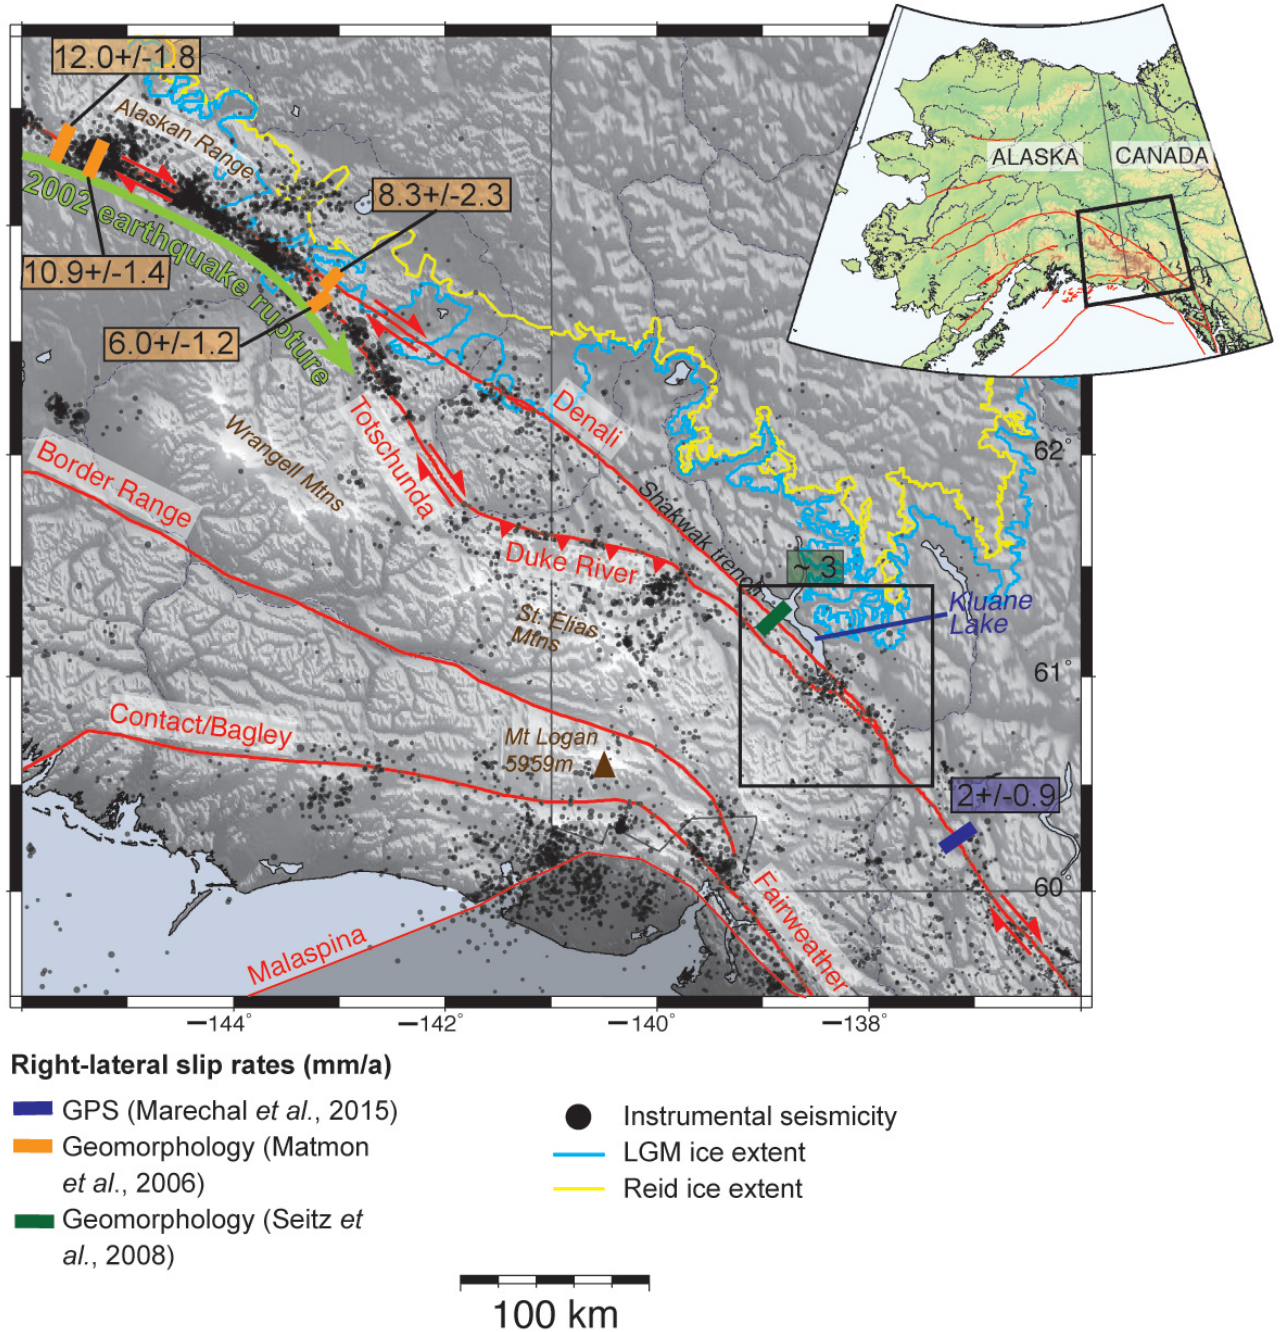 12.0+/-1.8
Alaskan Range
8.3+/-2.3
2002 earthquake rupture
10.9+/-1.4
6.0+/-1.2
ALASKA
CANADA
Denali
Totschunda
Wrangell Mtns
Border Range
62°
Shakwak trench
Duke River
~ 3
Kluane
Lake
St. Elias
Mtns
61°
Contact/Bagley
Mt Logan
5959m
2+/-0.9
60°
Fairweather
Malaspina
−144°
−142°
−140°
−138°
Right-lateral slip rates (mm/a)
GPS (Marechal et al., 2015)
Geomorphology (Matmon
et al., 2006)
Geomorphology (Seitz et
al., 2008)
Instrumental seismicity
LGM ice extent
Reid ice extent
100 km